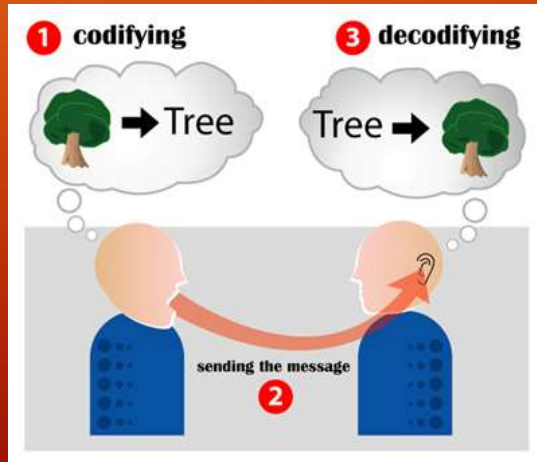 1 codifying
3 decodifying
Tree
Tree
sending the message
2